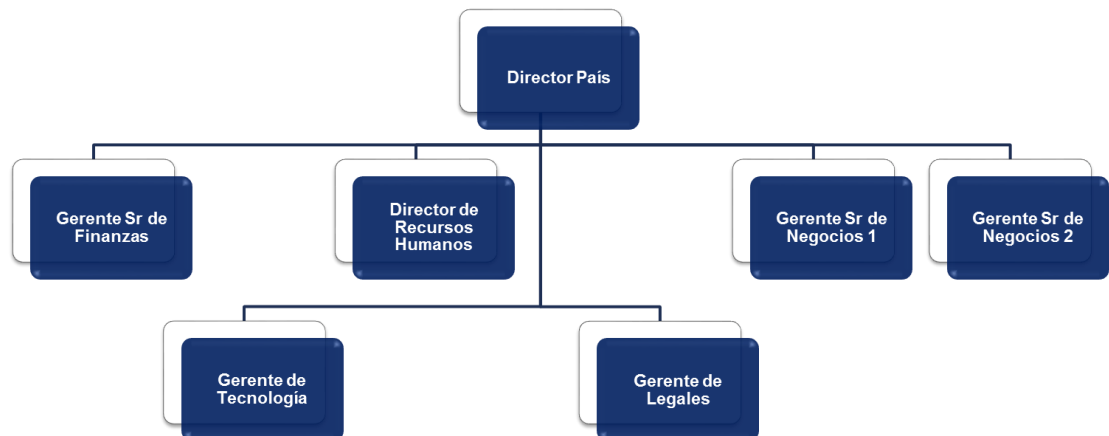 Director País
Gerente Sr de
Finanzas
Director de
Recursos
Humanos
Gerente Sr de
Negocios 1
Gerente Sr de
Negocios 2
Gerente de
Tecnología
Gerente de
Legales